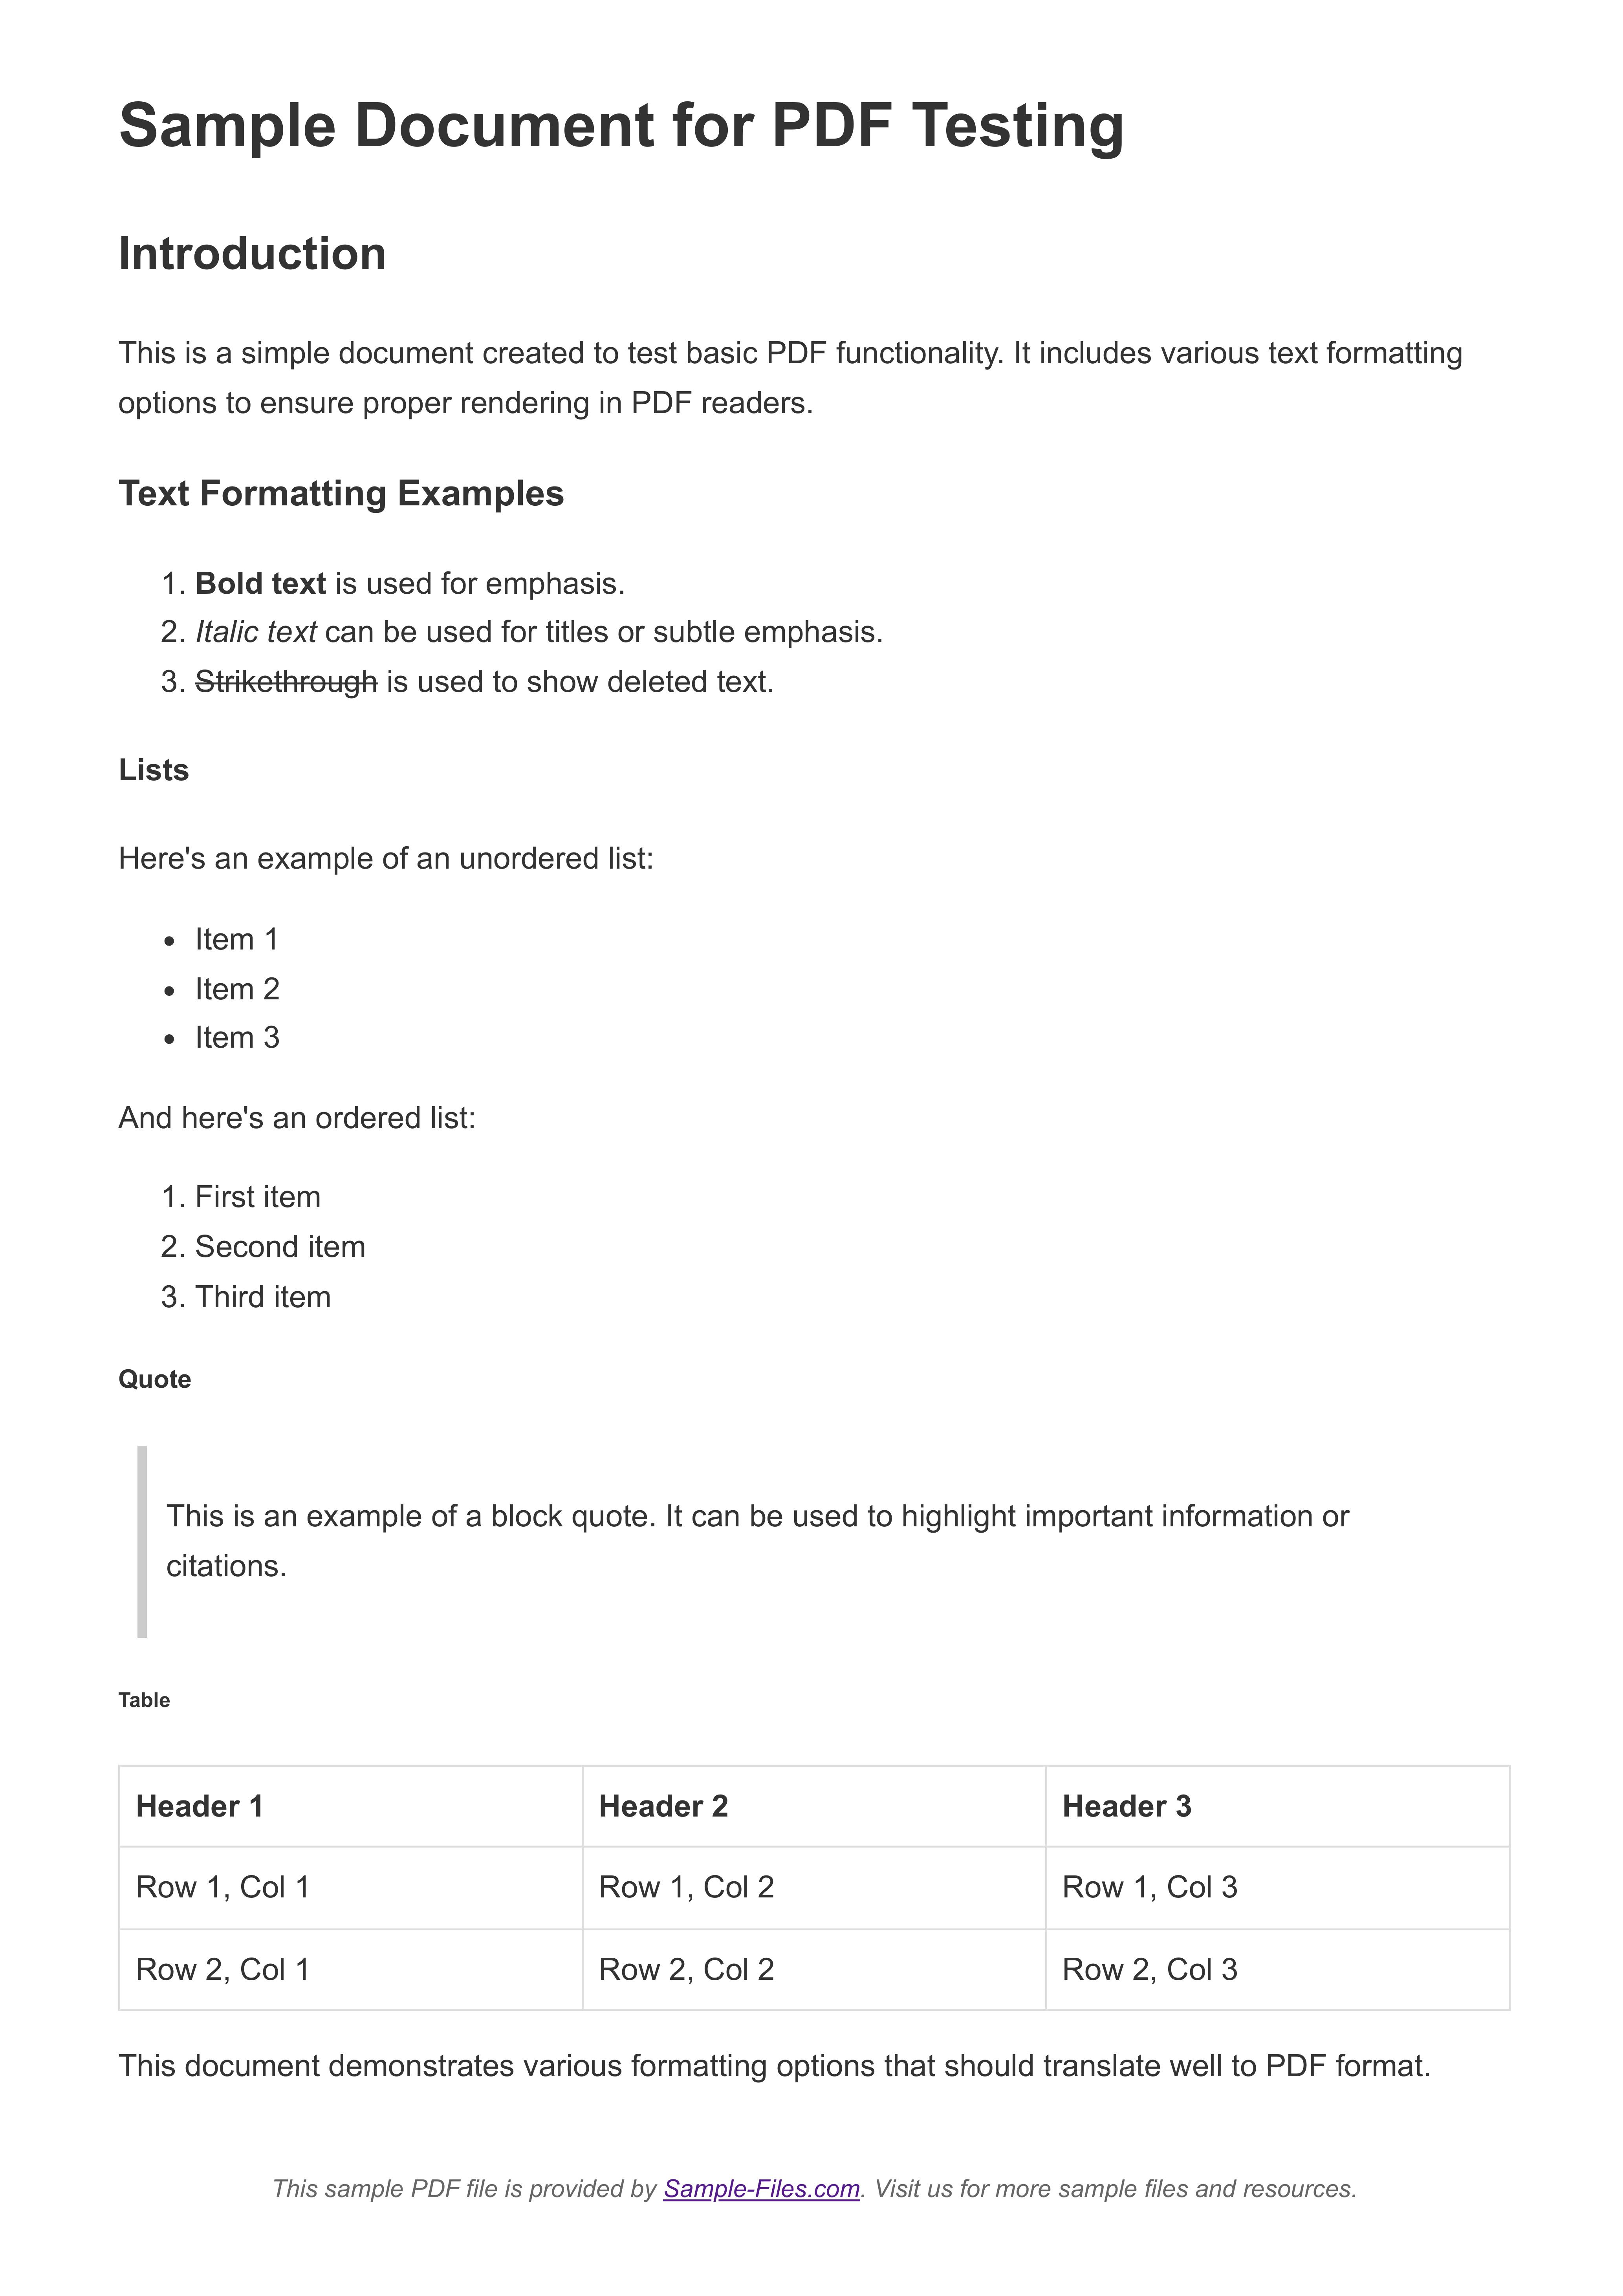 Sample Document for PDF Testing
Introduction
This is a simple document created to test basic PDF functionality. It includes various text formatting
options to ensure proper rendering in PDF readers.
Text Formatting Examples
1. Bold text is used for emphasis.
2. Italic text can be used for titles or subtle emphasis.
3. Strikethrough is used to show deleted text.
Lists
Here's an example of an unordered list:
• Item 1
• Item 2
• Item 3
And here's an ordered list:
1. First item
2. Second item
3. Third item
Quote
This is an example of a block quote. It can be used to highlight important information or
citations.
Table
Header 1 Header 2 Header 3
Row 1, Col 1 Row 1, Col 2 Row 1, Col 3
Row 2, Col 1 Row 2, Col 2 Row 2, Col 3
This document demonstrates various formatting options that should translate well to PDF format.
This sample PDF file is provided by Sample-Files.com. Visit us for more sample files and resources.